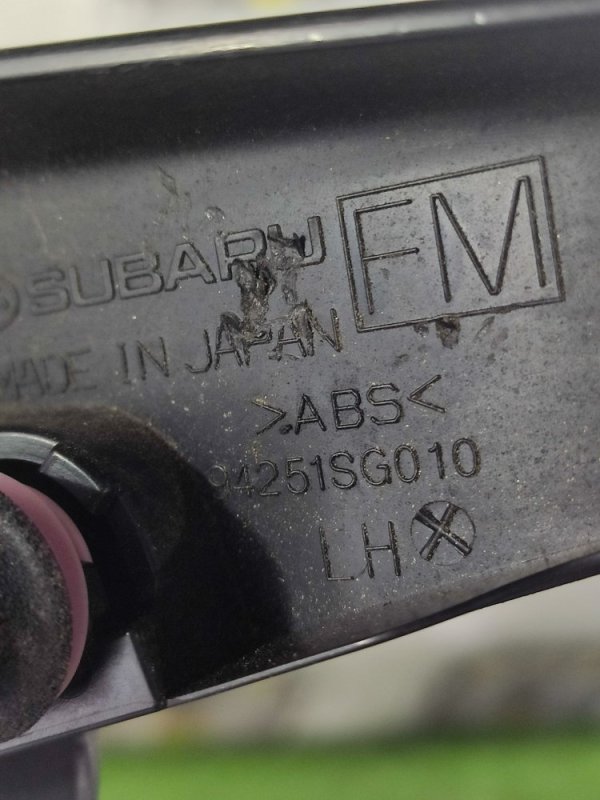 SUBARU FM
MADE IN JAPAN
>ABS<
94251SG010
LH